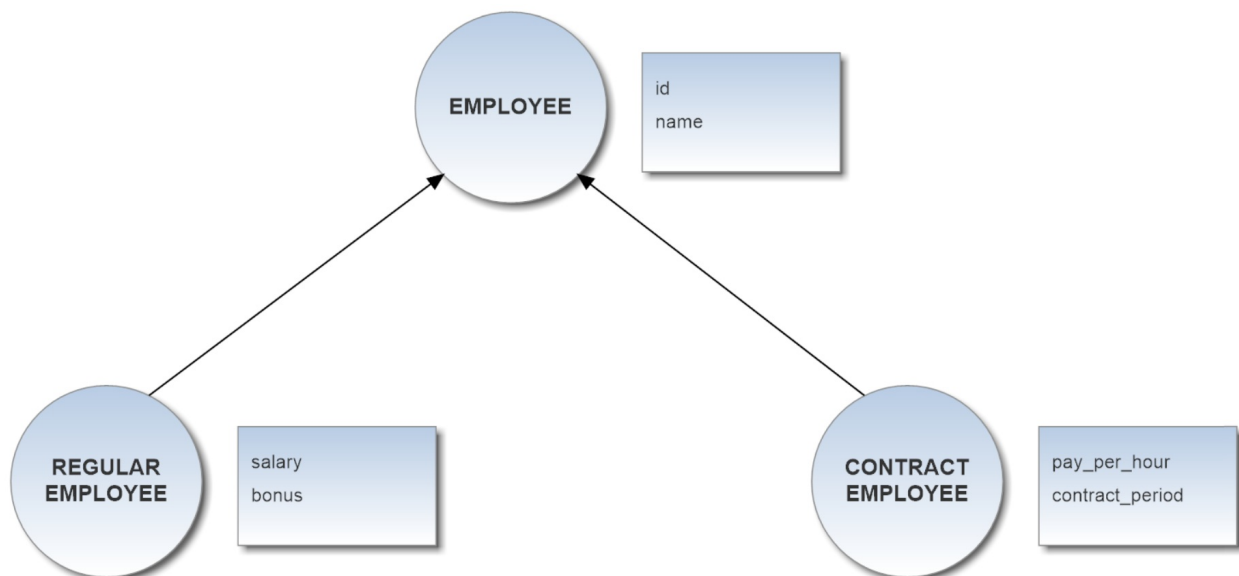 EMPLOYEE
id
name
REGULAR
EMPLOYEE
salary
bonus
CONTRACT
EMPLOYEE
pay_per_hour
contract_period